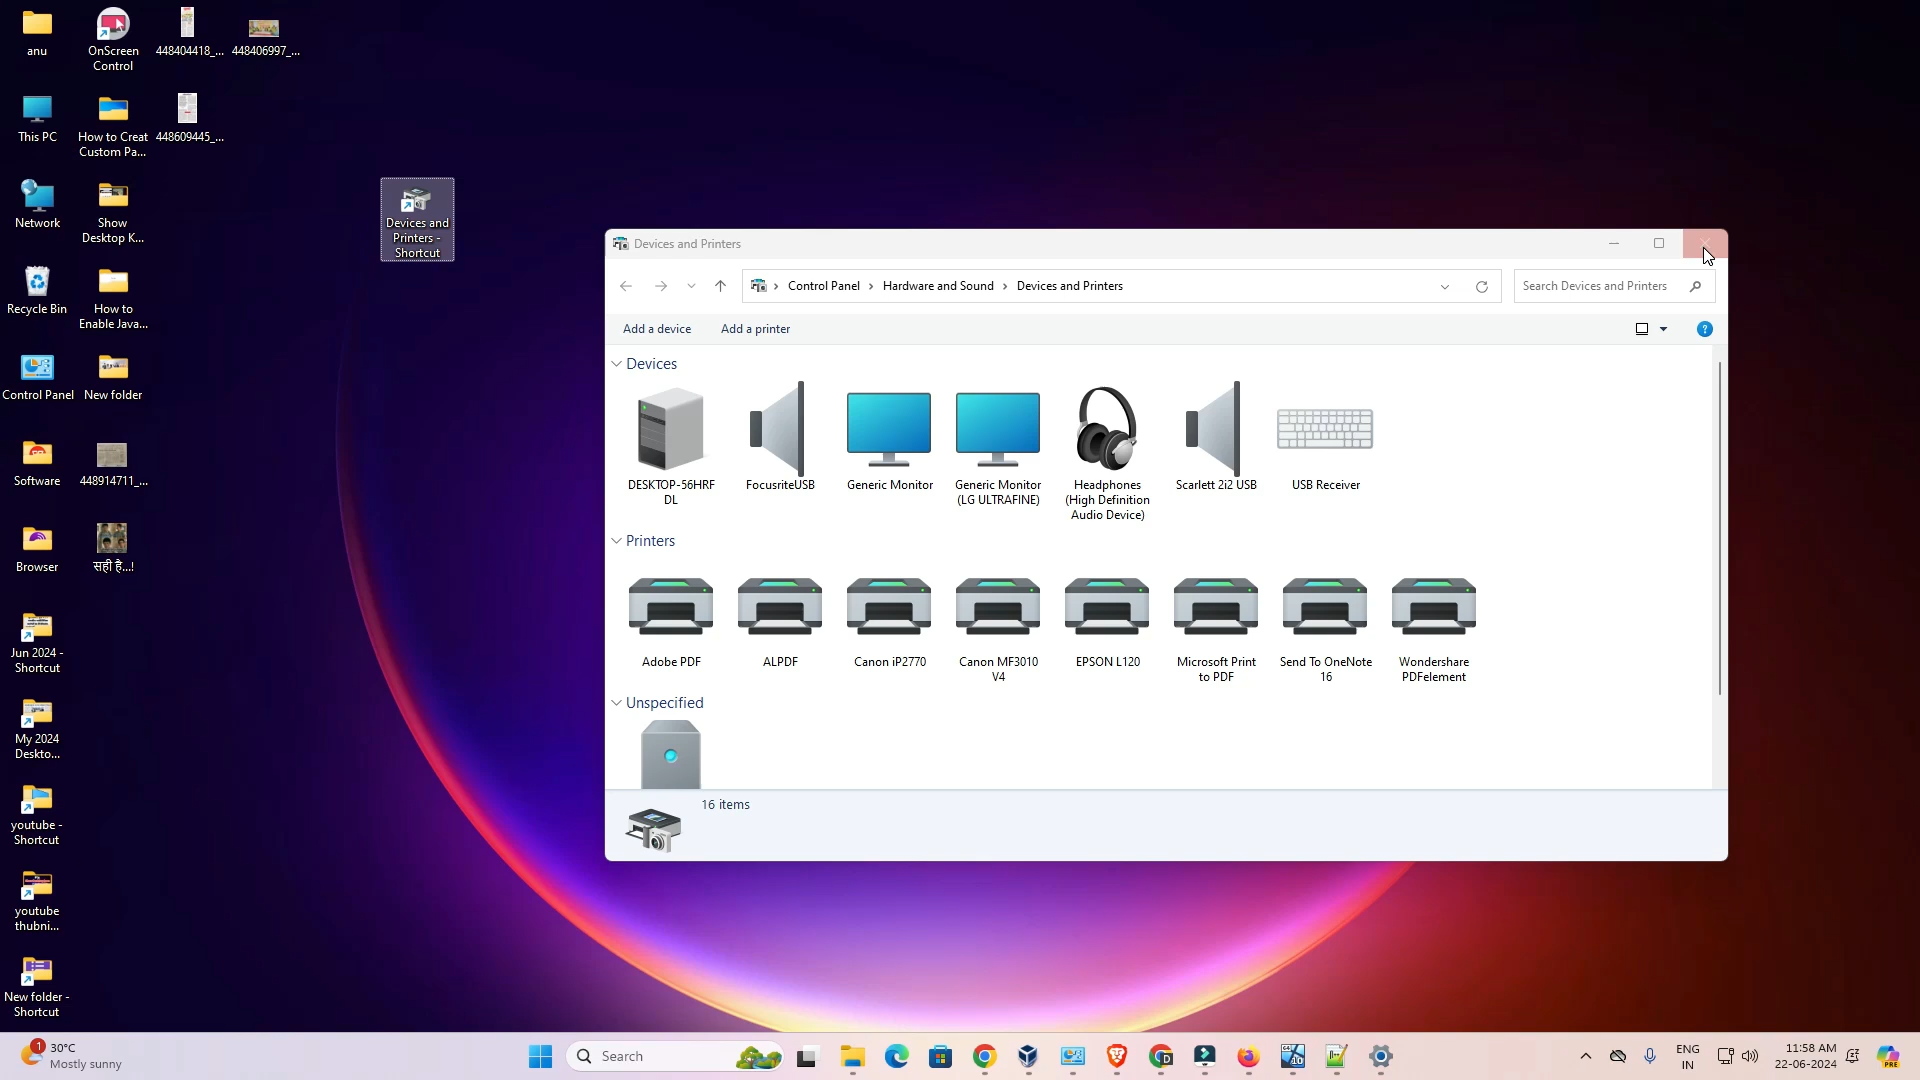 anu
OnScreen
Control
448404418_...
448406997_...
This PC
How to Creat
Custom Pa...
448609445_...
Network
Show
Desktop K...
Devices and
Printers -
Shortcut
Recycle Bin
How to
Enable Java...
Control Panel
New folder
Software
448914711_...
Browser
सही है...!
Jun 2024 -
Shortcut
My 2024
Deskto...
youtube -
Shortcut
youtube
thubni...
New folder -
Shortcut
Devices and Printers
Control Panel
Hardware and Sound
Devices and Printers
Search Devices and Printers
Add a device
Add a printer
Devices
DESKTOP-56HRF
DL
FocusriteUSB
Generic Monitor
Generic Monitor
(LG ULTRAFINE)
Headphones
(High Definition
Audio Device)
Scarlett 2i2 USB
USB Receiver
Printers
Adobe PDF
ALPDF
Canon iP2770
Canon MF3010
V4
EPSON L120
Microsoft Print
to PDF
Send To OneNote
16
Wondershare
PDFelement
Unspecified
16 items
1
30°C
Mostly sunny
Search
ENG
IN
11:58 AM
22-06-2024
PRE